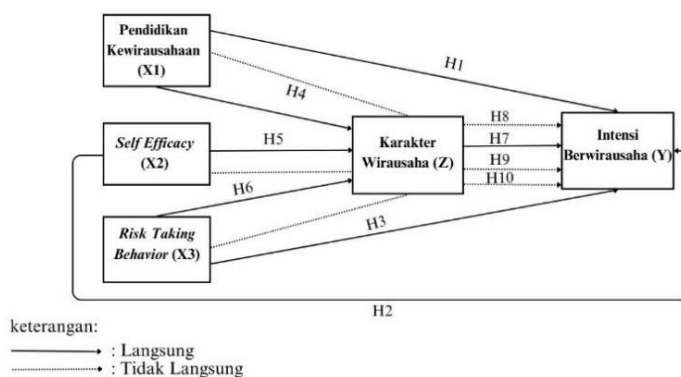 Pendidikan
Kewirausahaan
(X1)
H1
H4
Self Efficacy
(X2)
H5
Karakter
Wirausaha (Z)
H8
H7
H9
H10
Intensi
Berwirausaha (Y)
H6
Risk Taking
Behavior (X3)
H3
H2
keterangan:
: Langsung
: Tidak Langsung